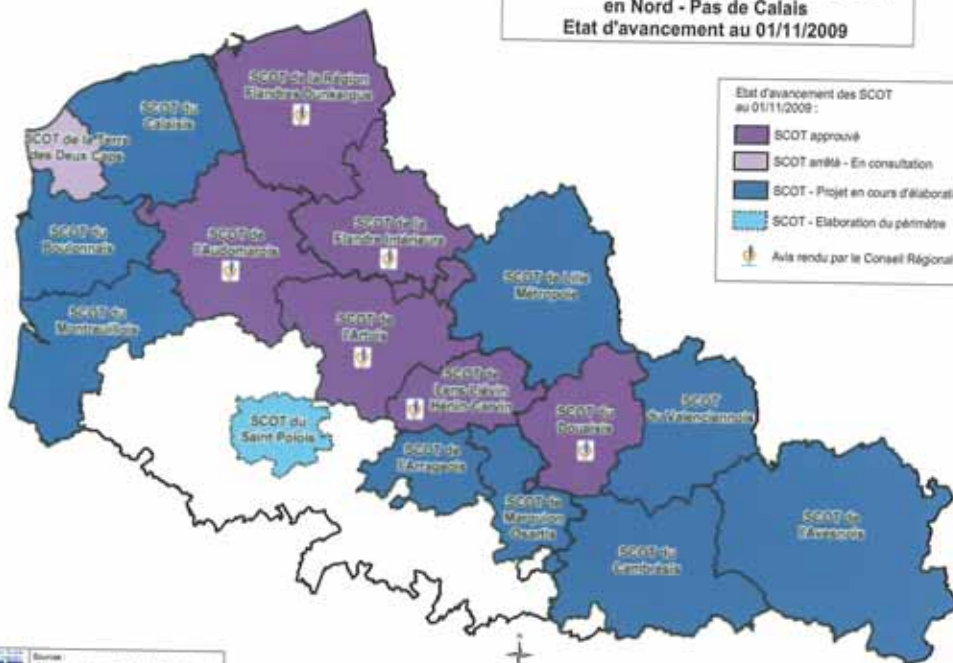 en Nord - Pas de Calais
Etat d'avancement au 01/11/2009
Etat d'avancement des SCOT
au 01/11/2009 :
SCOT approuvé
SCOT arrêté - En consultation
SCOT - Projet en cours d'élaborati
SCOT - Elaboration du périmètre
Avis rendu par le Conseil Régional
SCOT de la Région
Flandres Dunkerque
SCOT du
Calaisis
SCOT de la Terre
des Deux Caps
SCOT du
Boulonnais
SCOT de
l'Audomarois
SCOT de la
Flandre Intérieure
SCOT de Lille
Métropole
SCOT du
Montreuillois
SCOT de
l'Artois
SCOT de
Lens-Liévin
Hénin-Carvin
SCOT du
Douaisis
SCOT
du Valenciennois
SCOT du
Saint Polois
SCOT de
l'Arrageois
SCOT de
Marquion
Osartis
SCOT du
Cambrésis
SCOT de
l'Avesnois
Source :